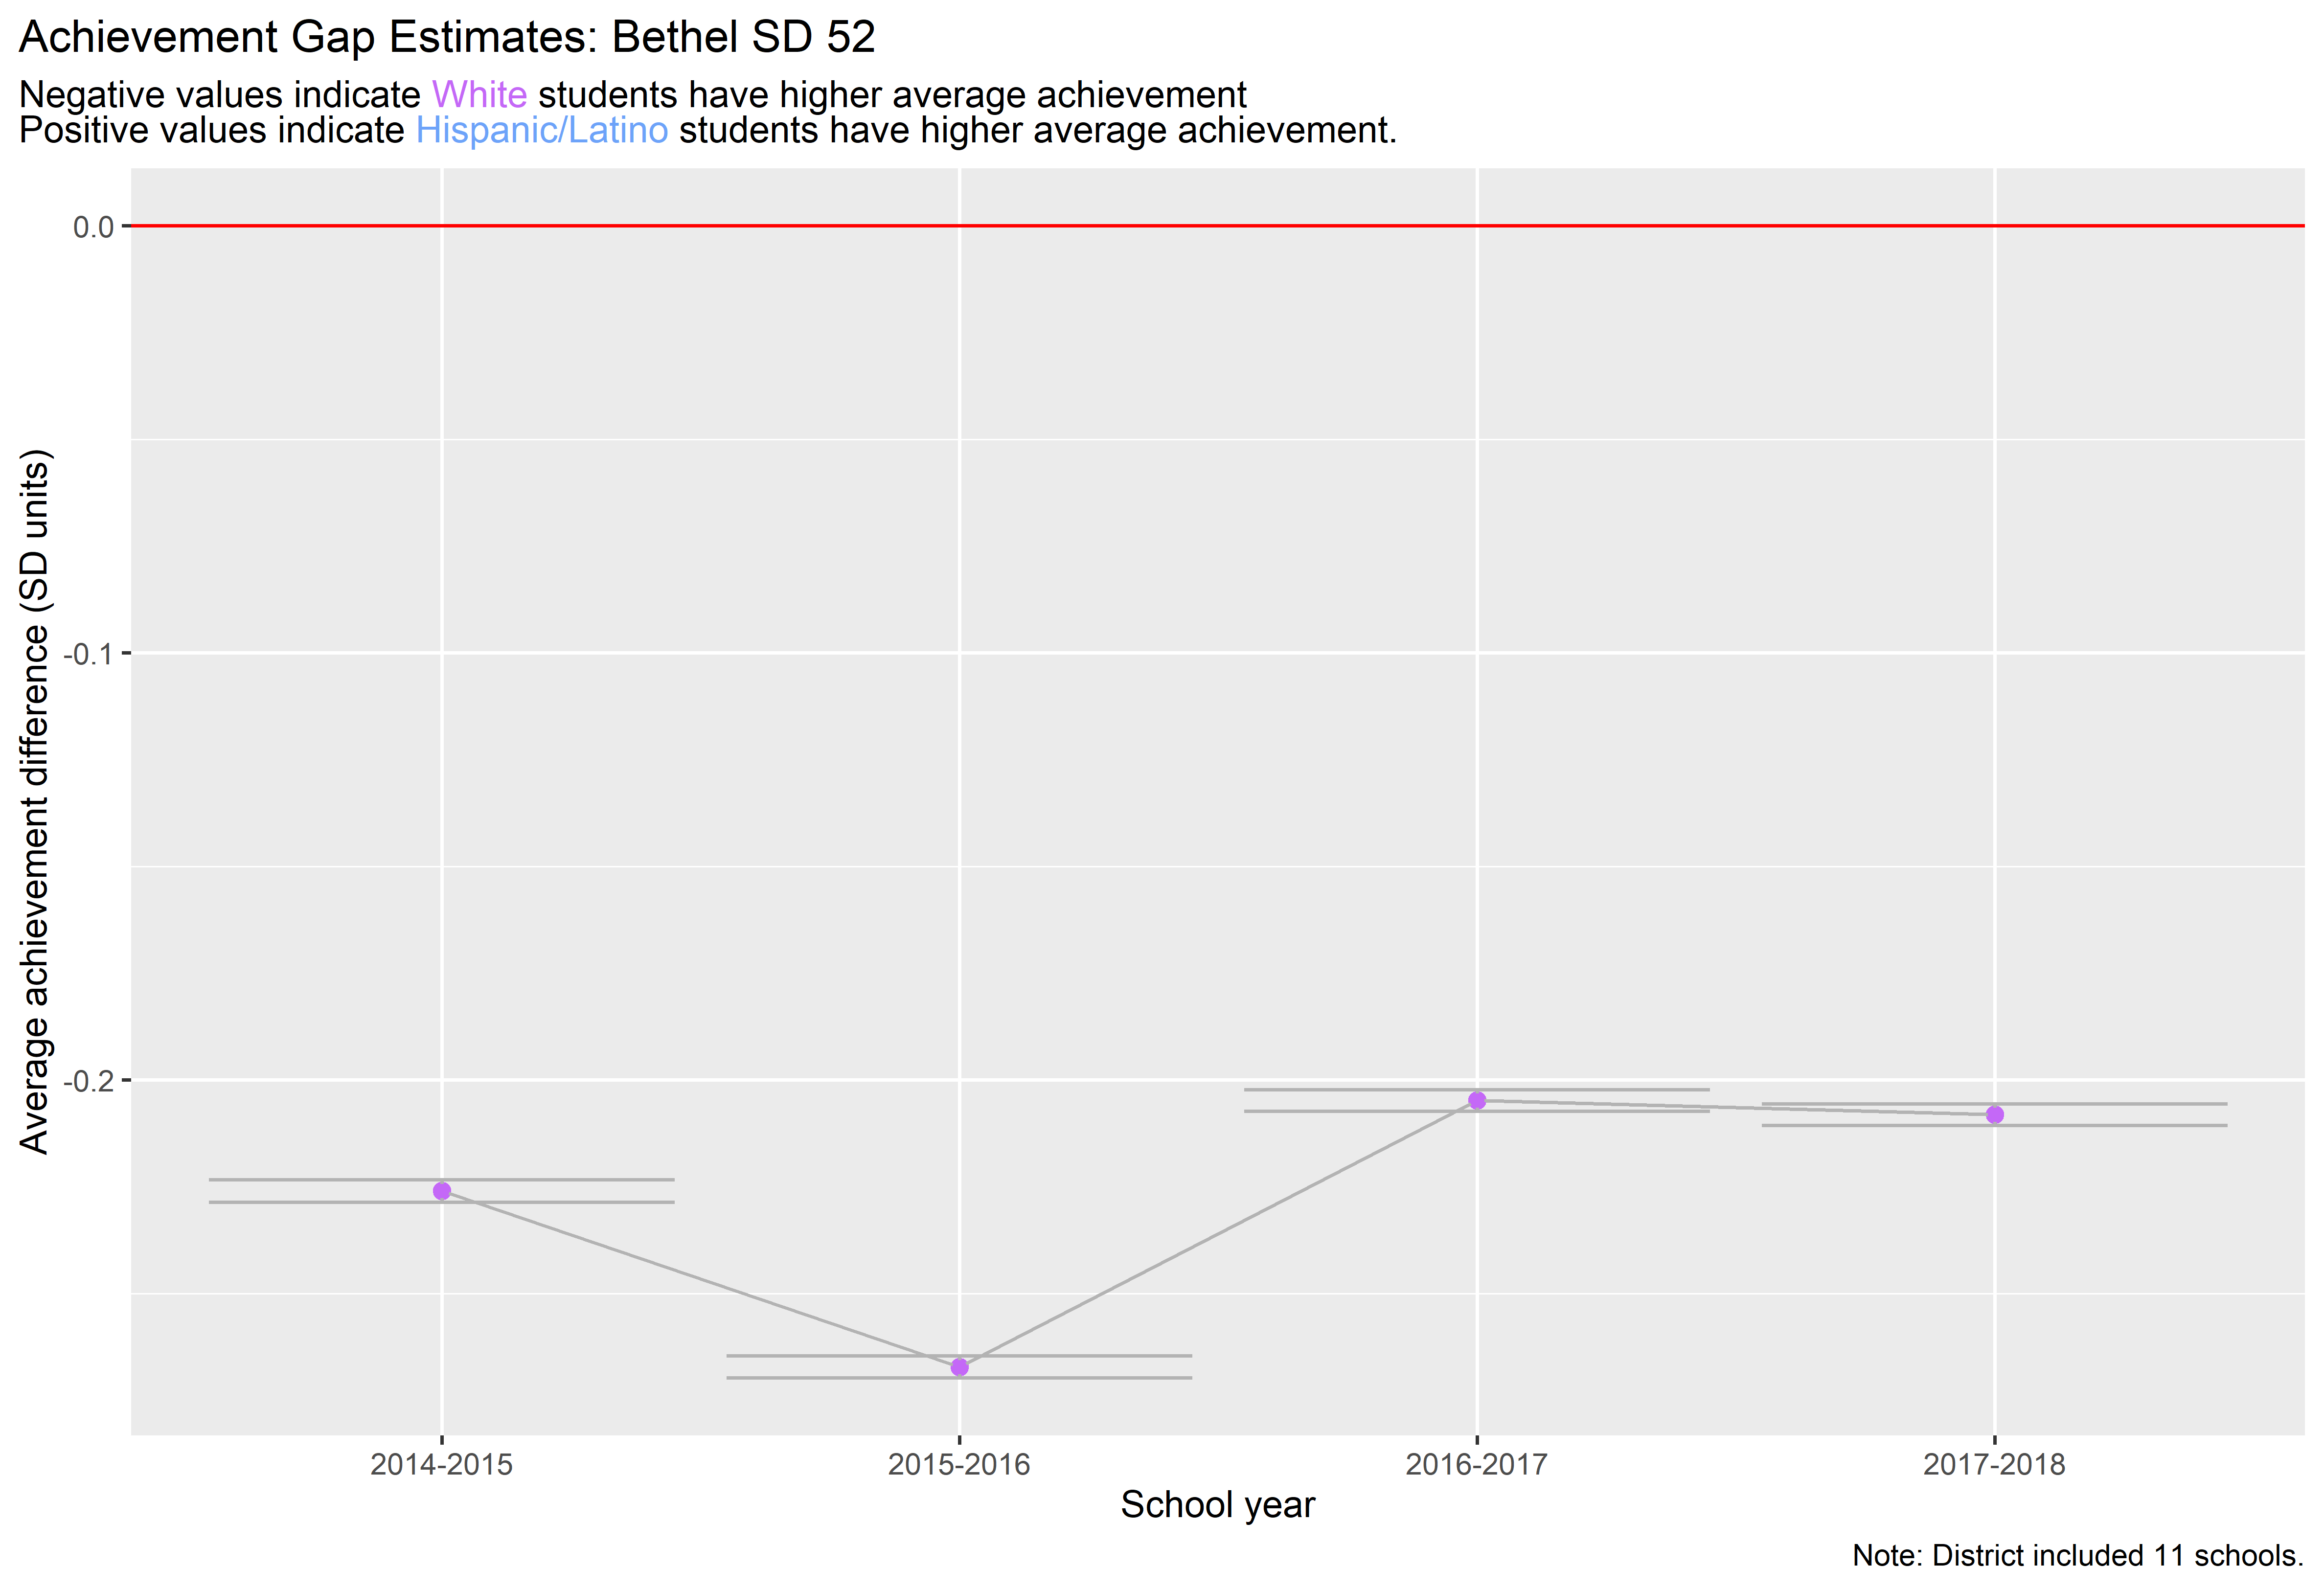 Achievement Gap Estimates: Bethel SD 52
Negative values indicate White students have higher average achievement
Positive values indicate Hispanic/Latino students have higher average achievement.
Average achievement difference (SD units)
0.0
-0.1
-0.2
2014-2015
2015-2016
2016-2017
2017-2018
School year
Note: District included 11 schools.